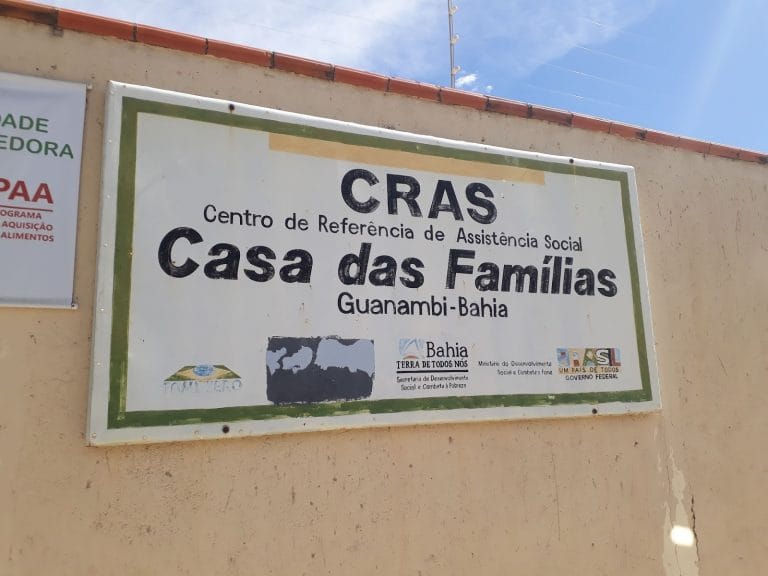 DADE
EDORA
PAA
OGRAMA
AQUISIÇÃO
ALIMENTOS
CRAS
Centro de Referência de Assistência Social
Casa das Famílias
Guanambi-Bahia
Bahia
TERRA DE TODOS NÓS
Secretaria de Desenvolvimento
Social e Combate à Pobreza
Ministério do Desenvolvimento
Social e Combate à Fome
BRASIL
UM PAÍS DE TODOS
GOVERNO FEDERAL